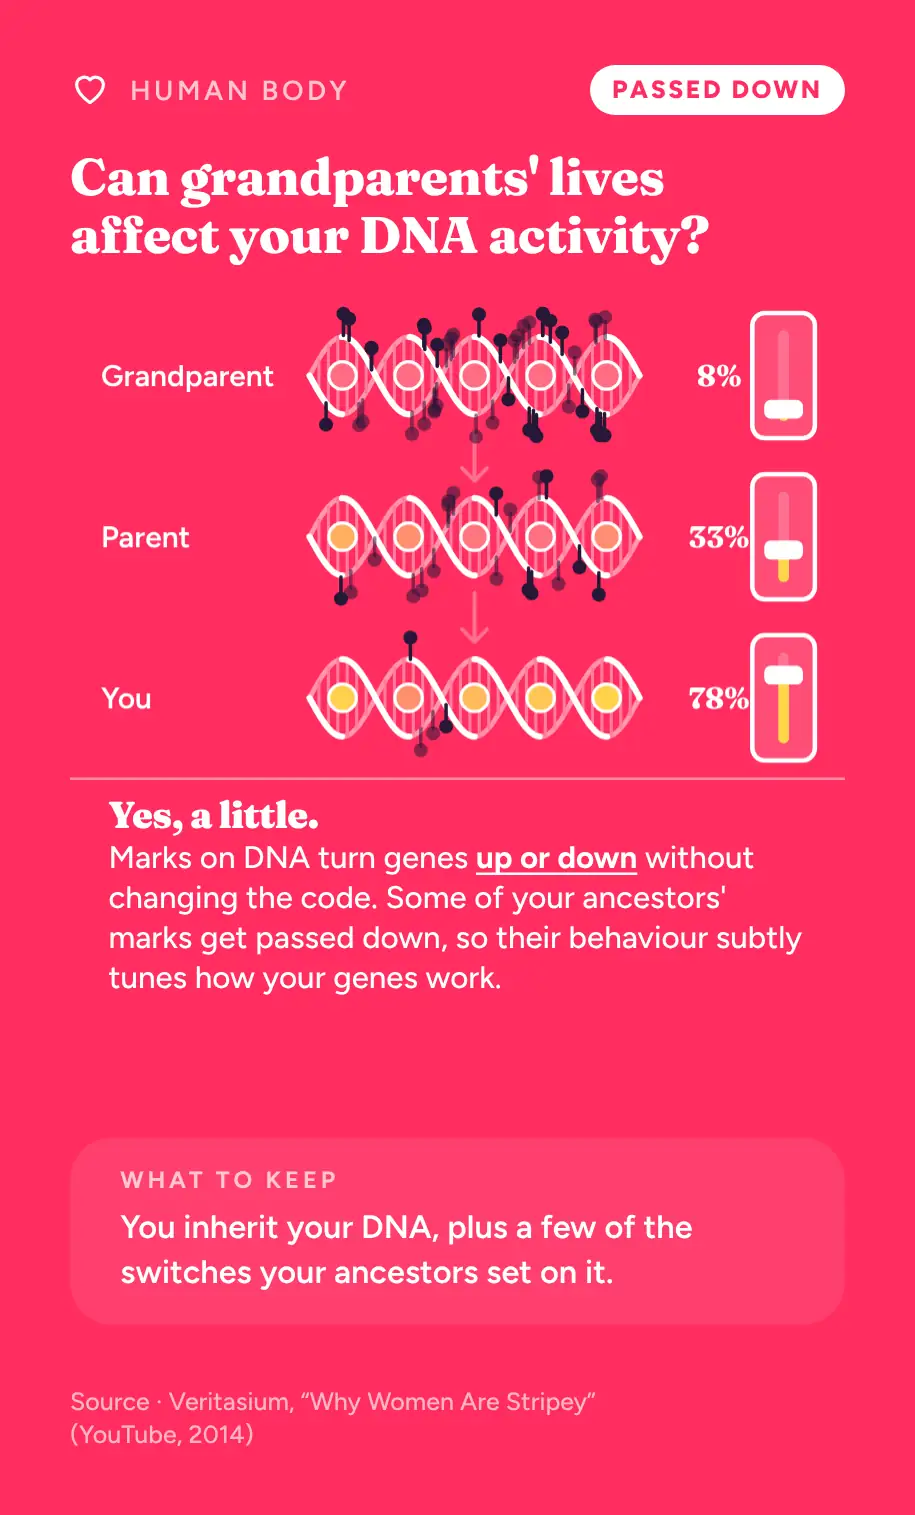 HUMAN BODY
PASSED DOWN
Can grandparents' lives
affect your DNA activity?
Grandparent
8%
Parent
33%
You
78%
Yes, a little.
Marks on DNA turn genes up or down without
changing the code. Some of your ancestors'
marks get passed down, so their behaviour subtly
tunes how your genes work.
WHAT TO KEEP
You inherit your DNA, plus a few of the
switches your ancestors set on it.
Source · Veritasium, “Why Women Are Stripey”
(YouTube, 2014)